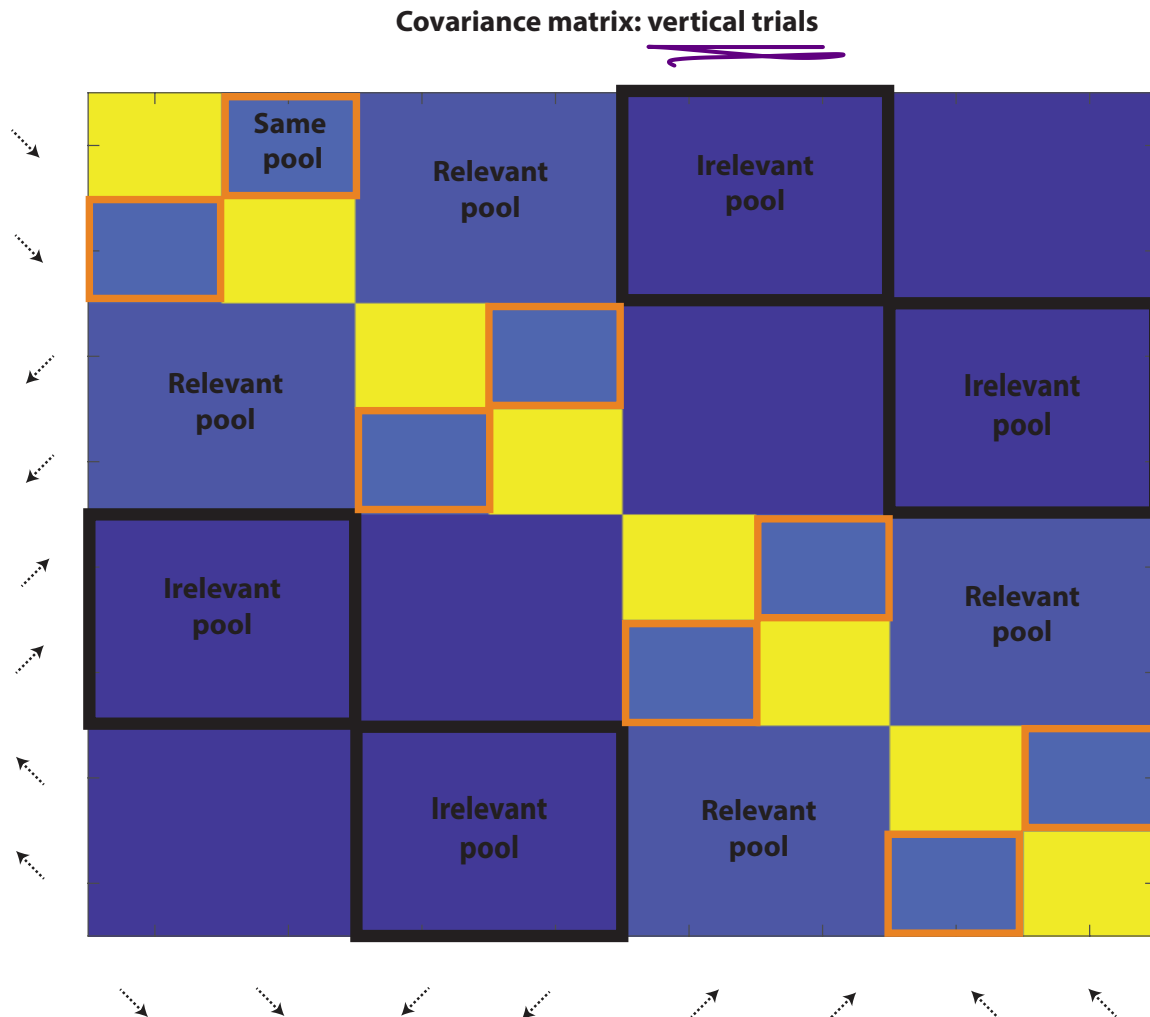 Covariance matrix: vertical trials
Same
pool
Relevant
pool
Irelevant
pool
Relevant
pool
Irelevant
pool
Irelevant
pool
Relevant
pool
Irelevant
pool
Relevant
pool